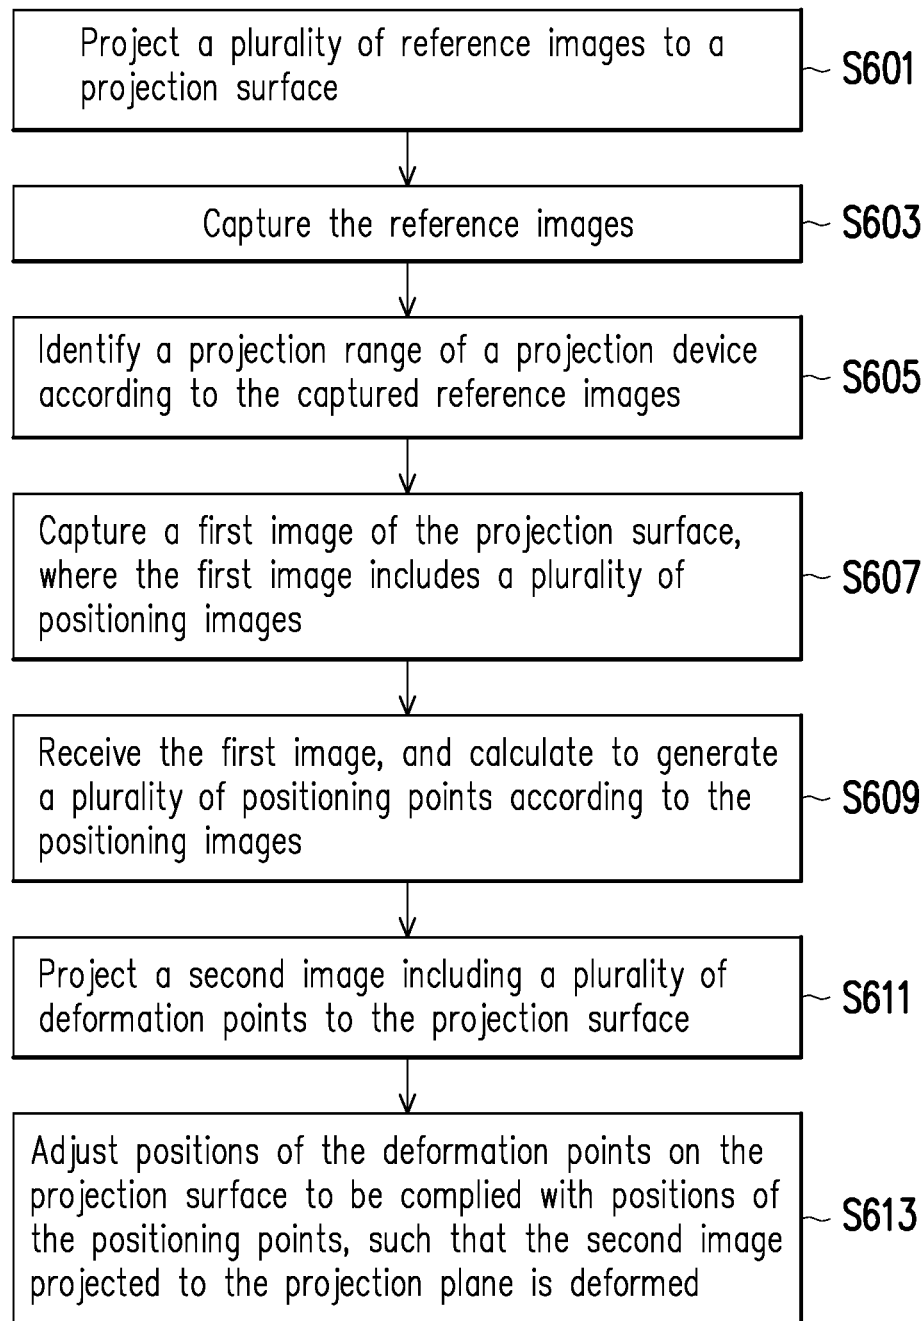 Project a plurality of reference images to a
projection surface
S601
Capture the reference images
S603
Identify a projection range of a projection device
according to the captured reference images
S605
Capture a first image of the projection surface,
where the first image includes a plurality of
positioning images
S607
Receive the first image, and calculate to generate
a plurality of positioning points according to the
positioning images
S609
Project a second image including a plurality of
deformation points to the projection surface
S611
Adjust positions of the deformation points on the
projection surface to be complied with positions of
the positioning points, such that the second image
projected to the projection plane is deformed
S613